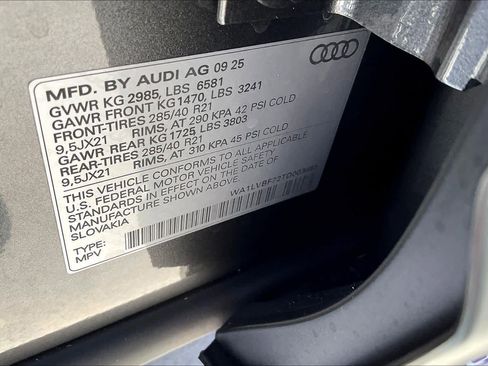 MFD. BY AUDI AG 09 25
GVWR KG 2985, LBS 6581
GAWR FRONT KG 1470, LBS 3241
FRONT-TIRES 285/40 R21
9,5JX21 RIMS, AT 290 KPA 42 PSI COLD
GAWR REAR KG 1725 LBS 3803
REAR-TIRES 285/40 R21
9,5JX21 RIMS, AT 310 KPA 45 PSI COLD
THIS VEHICLE CONFORMS TO ALL APPLICABLE
U.S. FEDERAL MOTOR VEHICLE SAFETY
STANDARDS IN EFFECT ON THE DATE OF
MANUFACTURE SHOWN ABOVE.
SLOVAKIA
TYPE:
MPV